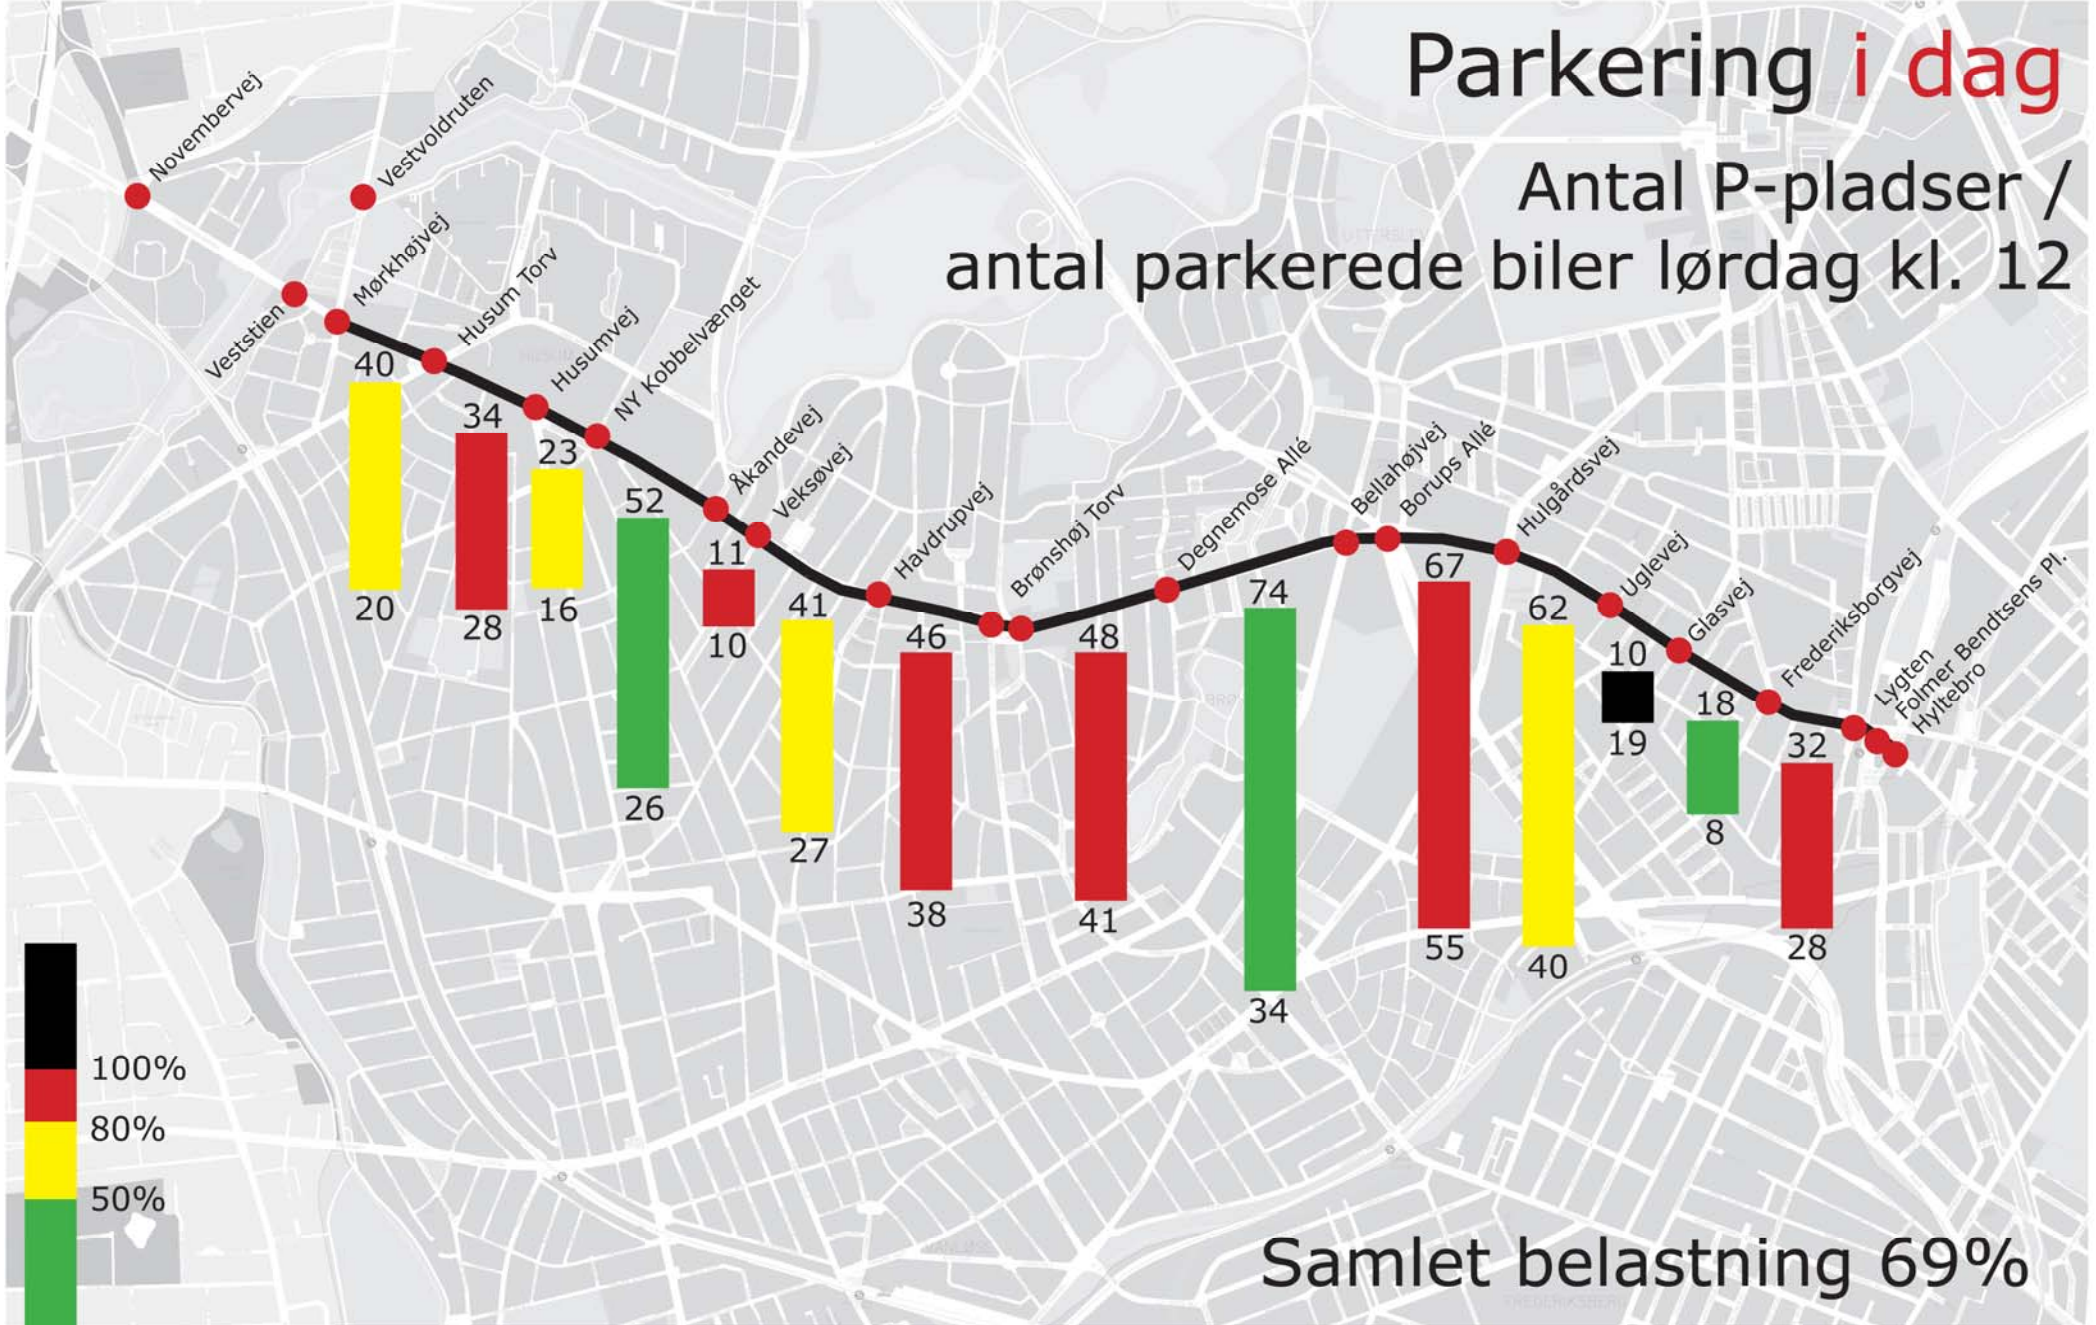 Parkering i dag
Antal P-pladser /
antal parkerede biler lørdag kl. 12
Novembervej
Vestvoldruten
Veststien
Mørkhøjvej
Husum Torv
Husumvej
NY Kobbelvænget
Åkandevej
Veksøvej
Havdrupvej
Brønshøj Torv
Degnemose Allé
Bellahøjvej
Borups Allé
Hulgårdsvej
Uglevej
Glasvej
Frederiksborgvej
Lygten
Folmer Bendtsens Pl.
Hyltebro
40
20
34
28
23
16
52
26
11
10
41
27
46
38
48
41
74
34
67
55
62
40
10
19
18
8
32
28
100%
80%
50%
Samlet belastning 69%